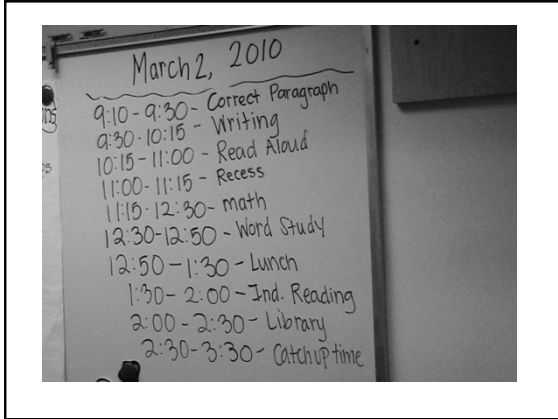 March 2, 2010
9:10 - 9:30 - Correct Paragraph
9:30 - 10:15 - Writing
10:15 - 11:00 - Read Aloud
11:00 - 11:15 - Recess
11:15 - 12:30 - math
12:30 - 12:50 - Word Study
12:50 - 1:30 - Lunch
1:30 - 2:00 - Ind. Reading
2:00 - 2:30 - Library
2:30 - 3:30 - Catch up time